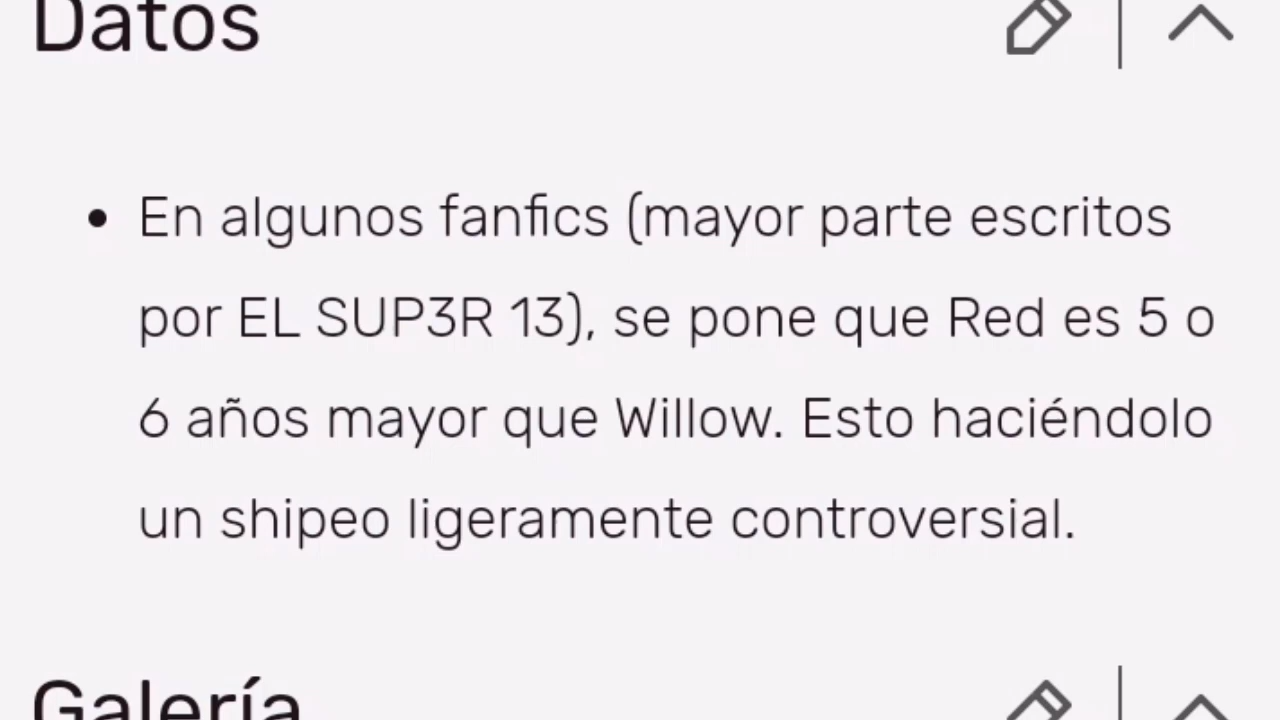 Datos
En algunos fanfics (mayor parte escritos
por EL SUP3R 13), se pone que Red es 5 o
6 años mayor que Willow. Esto haciéndolo
un shipeo ligeramente controversial.
Galería